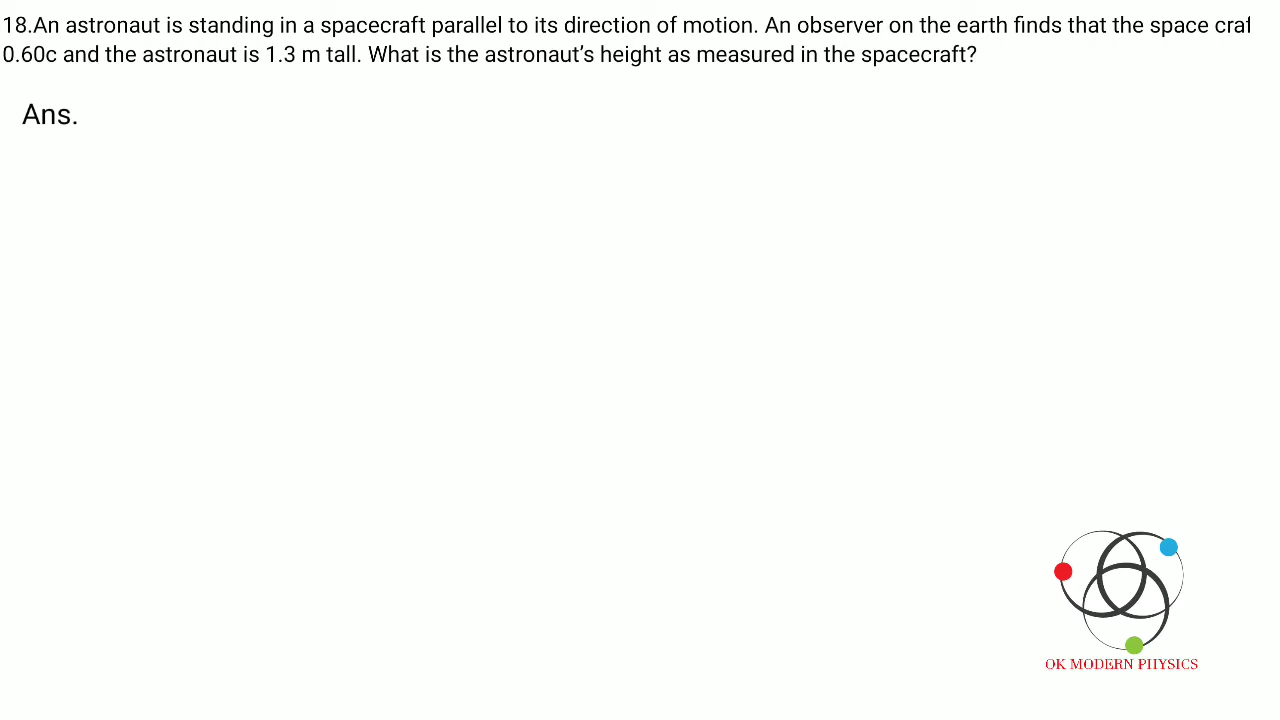 18.An astronaut is standing in a spacecraft parallel to its direction of motion. An observer on the earth finds that the space craf
0.60c and the astronaut is 1.3 m tall. What is the astronaut’s height as measured in the spacecraft?
Ans.
OK MODERN PHYSICS